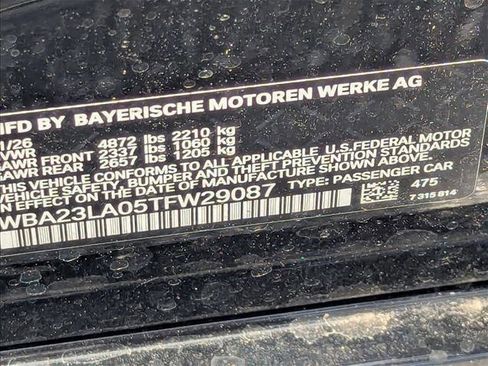 MFD BY BAYERISCHE MOTOREN WERKE AG
1/26
GVWR 4872 lbs 2210 kg
GAWR FRONT 2337 lbs 1060 kg
GAWR REAR 2657 lbs 1205 kg
THIS VEHICLE CONFORMS TO ALL APPLICABLE U.S.FEDERAL MOTOR
VEHICLE SAFETY, BUMPER AND THEFT PREVENTION STANDARDS IN
EFFECT ON THE DATE OF MANUFACTURE SHOWN ABOVE.
WBA23LA05TFW29087 TYPE: PASSENGER CAR
475
7 315 814